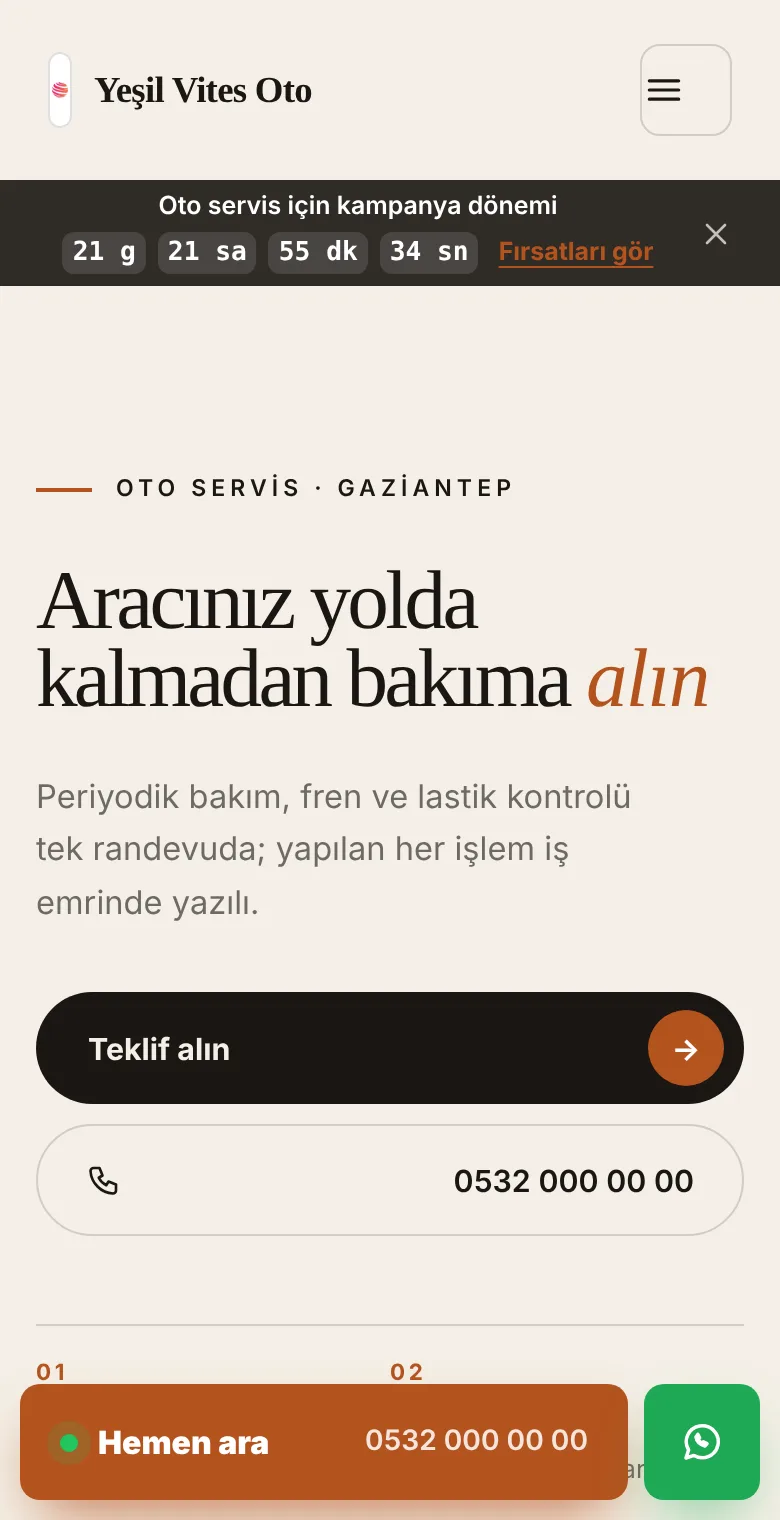 Yeşil Vites Oto
Oto servis için kampanya dönemi
21 g 21 sa 55 dk 34 sn Fırsatları gör
OTO SERVİS · GAZİANTEP
Aracınız yolda
kalmadan bakıma alın
Periyodik bakım, fren ve lastik kontrolü
tek randevuda; yapılan her işlem iş
emrinde yazılı.
Teklif alın
0532 000 00 00
01 02
Hemen ara 0532 000 00 00